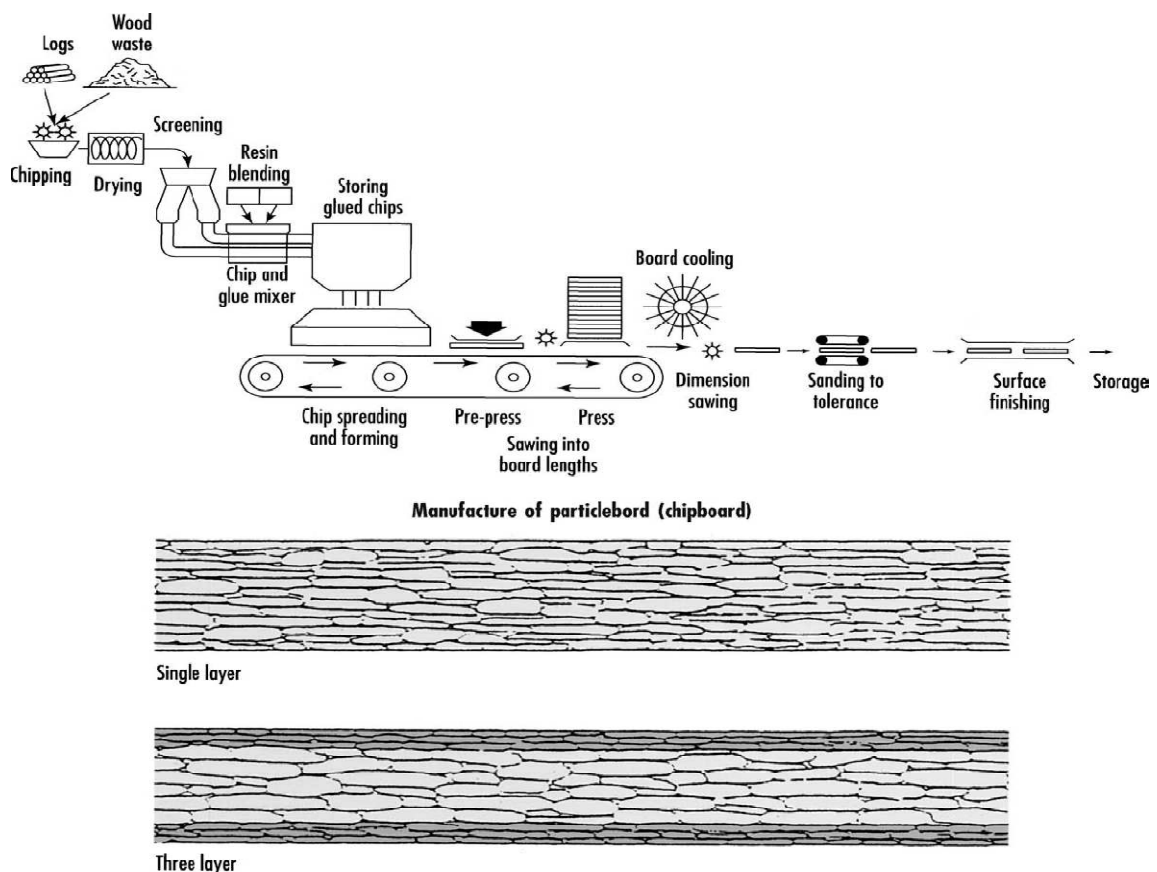 Logs
Wood
waste
Chipping
Drying
Screening
Resin
blending
Chip and
glue mixer
Storing
glued chips
Chip spreading
and forming
Pre-press
Press
Sawing into
board lengths
Board cooling
Dimension
sawing
Sanding to
tolerance
Surface
finishing
Storage
Manufacture of particlebord (chipboard)
Single layer
Three layer